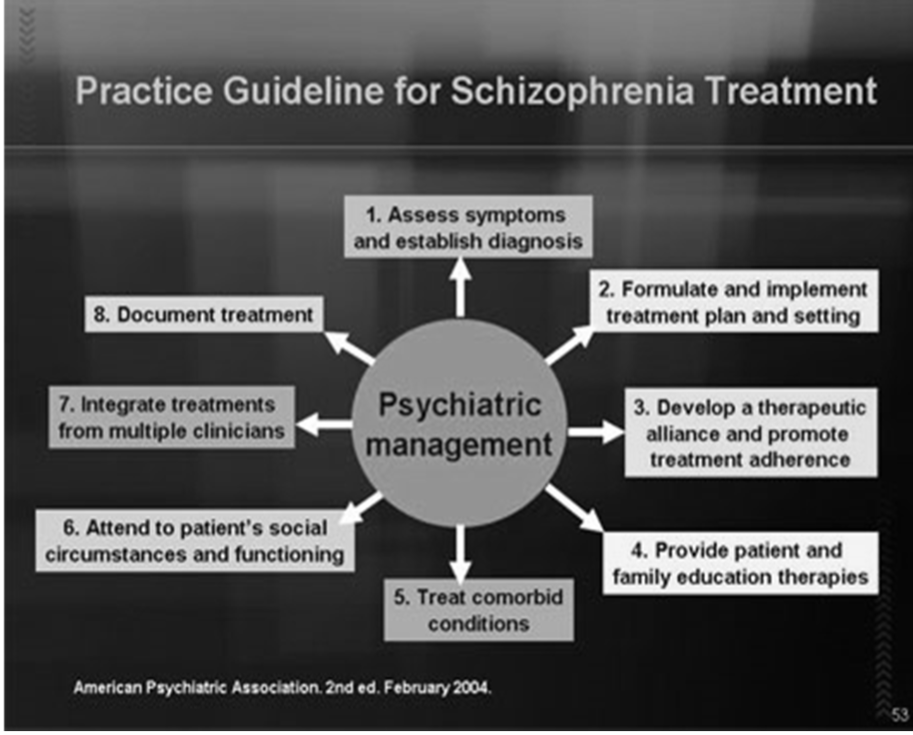 Practice Guideline for Schizophrenia Treatment
1. Assess symptoms
and establish diagnosis
2. Formulate and implement
treatment plan and setting
3. Develop a therapeutic
alliance and promote
treatment adherence
4. Provide patient and
family education therapies
5. Treat comorbid
conditions
6. Attend to patient's social
circumstances and functioning
7. Integrate treatments
from multiple clinicians
8. Document treatment
Psychiatric
management
American Psychiatric Association. 2nd ed. February 2004.
53